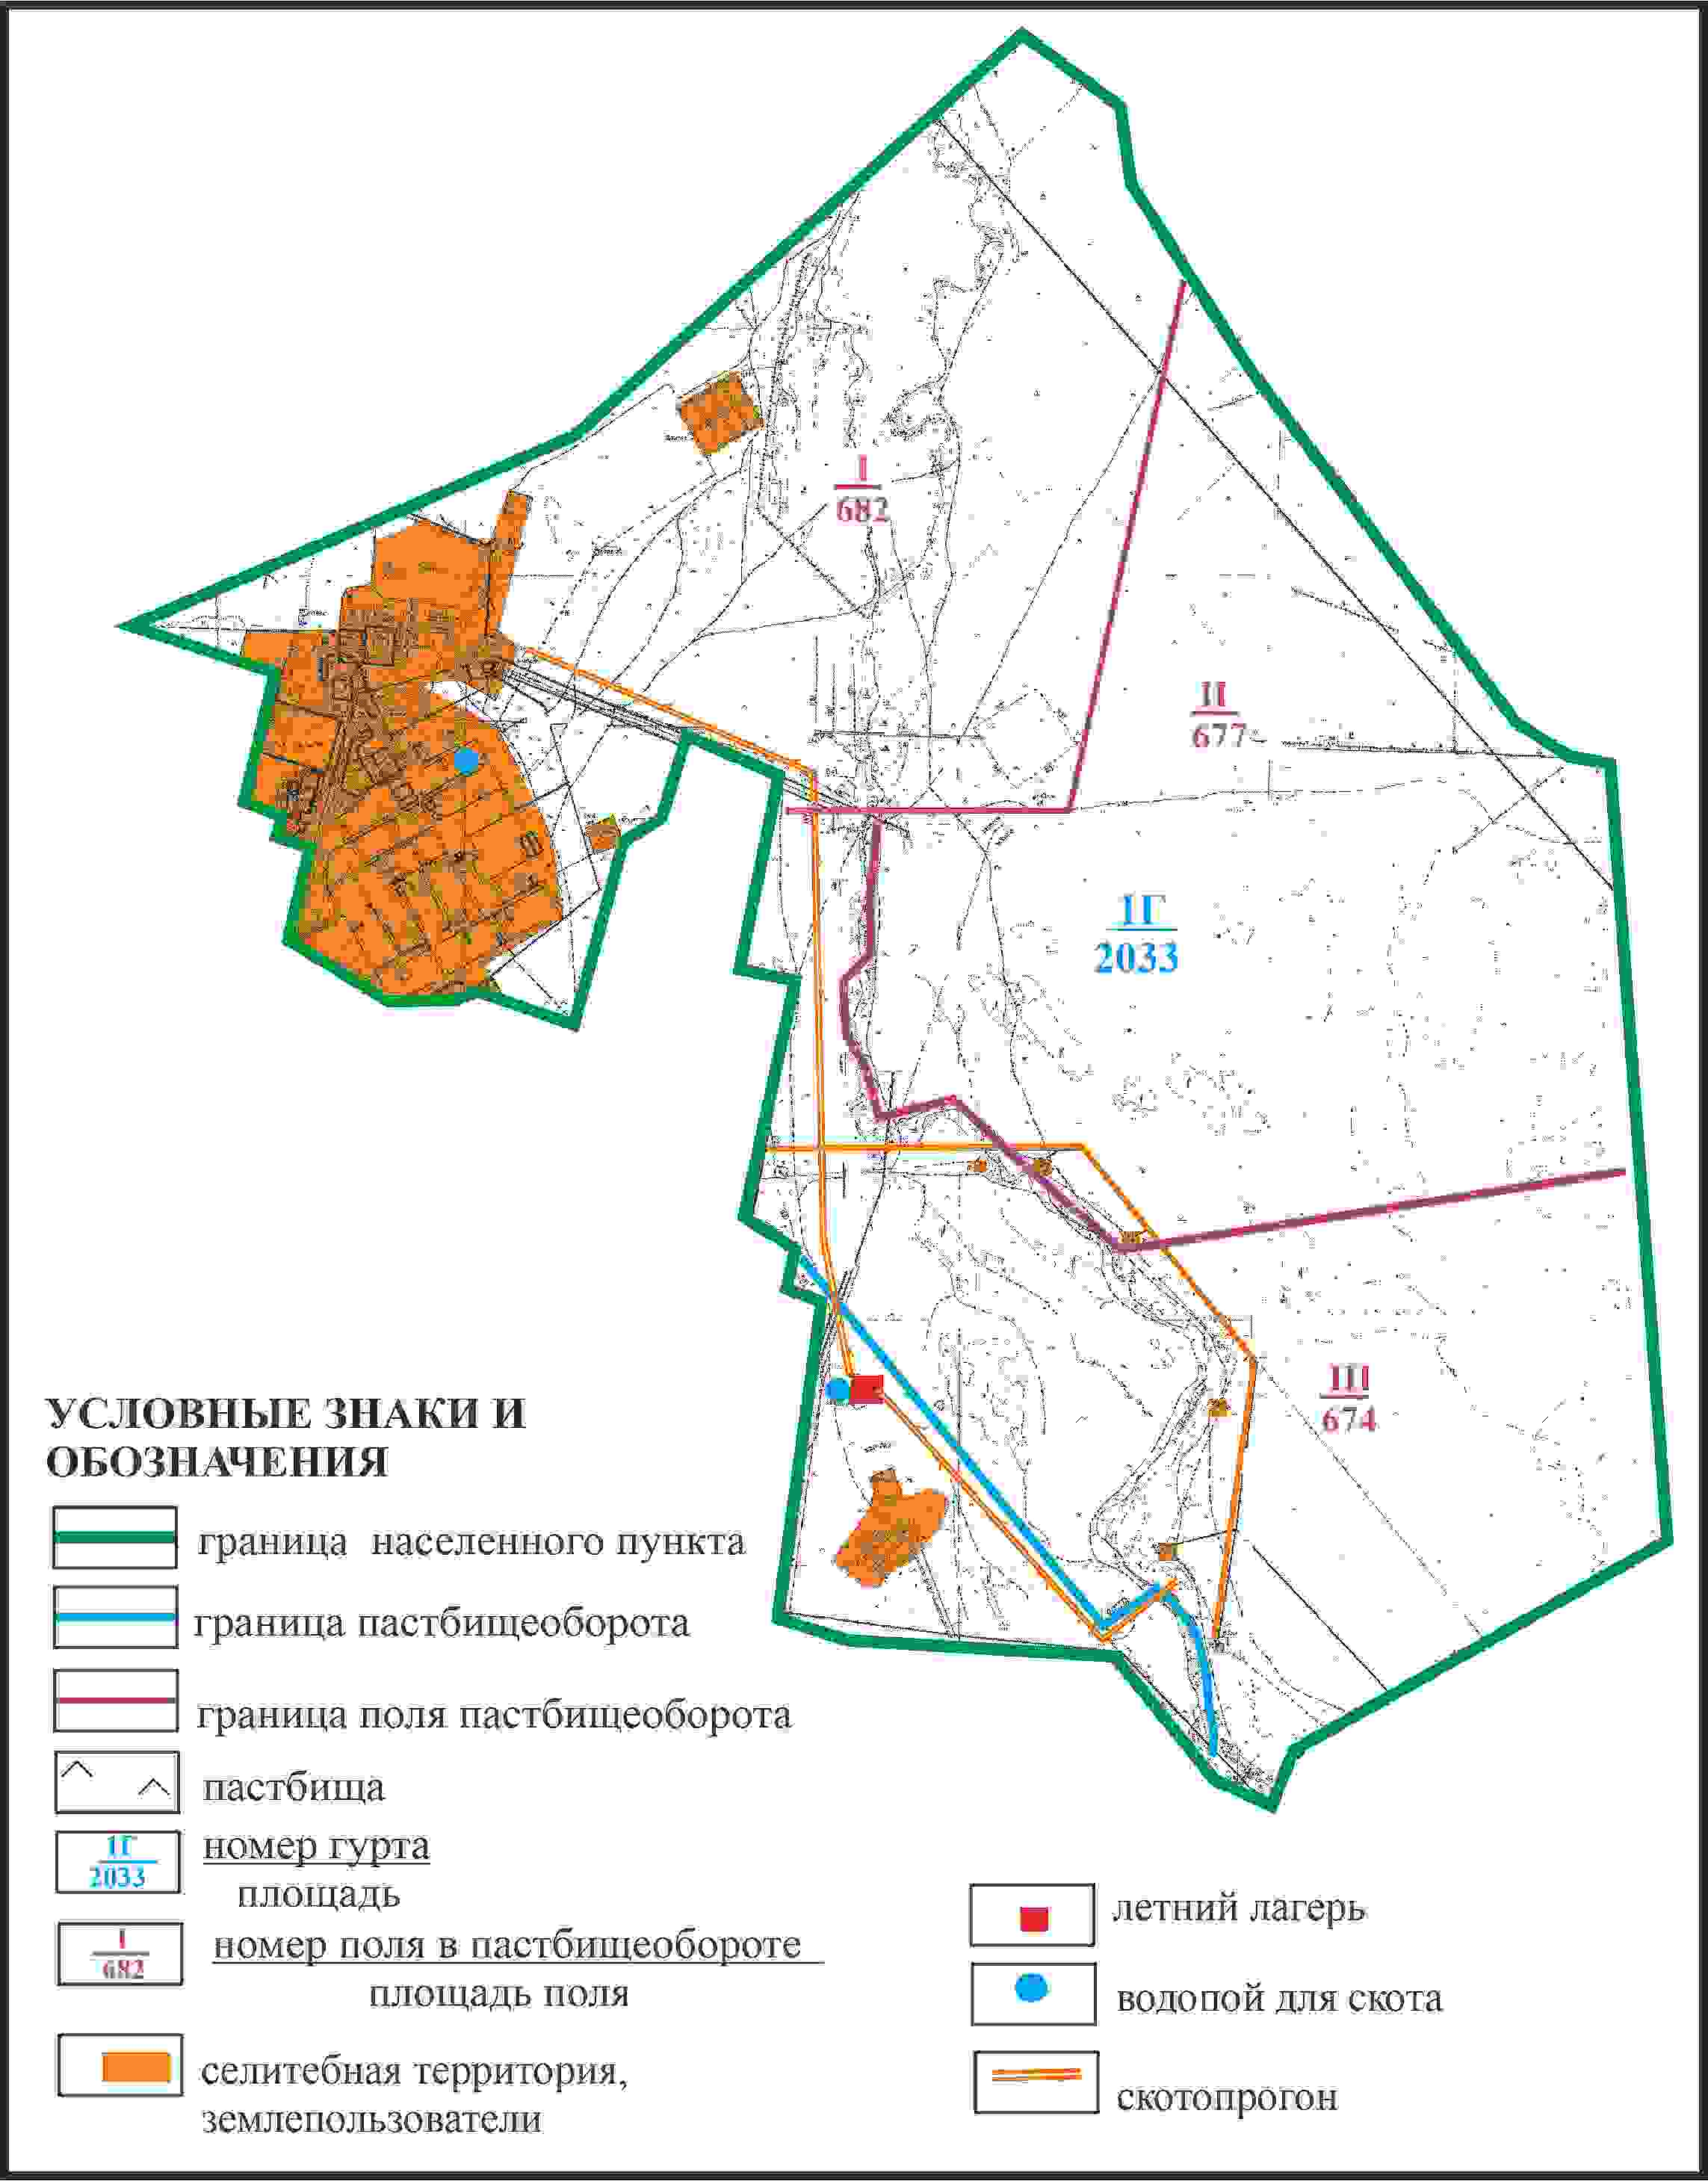 I
682
II
677
1Г
2033
III
674
УСЛОВНЫЕ ЗНАКИ И
ОБОЗНАЧЕНИЯ
граница населенного пункта
граница пастбищеоборота
граница поля пастбищеоборота
пастбища
1Г
2033
номер гурта
площадь
I
682
номер поля в пастбищеобороте
площадь поля
селитебная территория,
землепользователи
летний лагерь
водопой для скота
скотопрогон